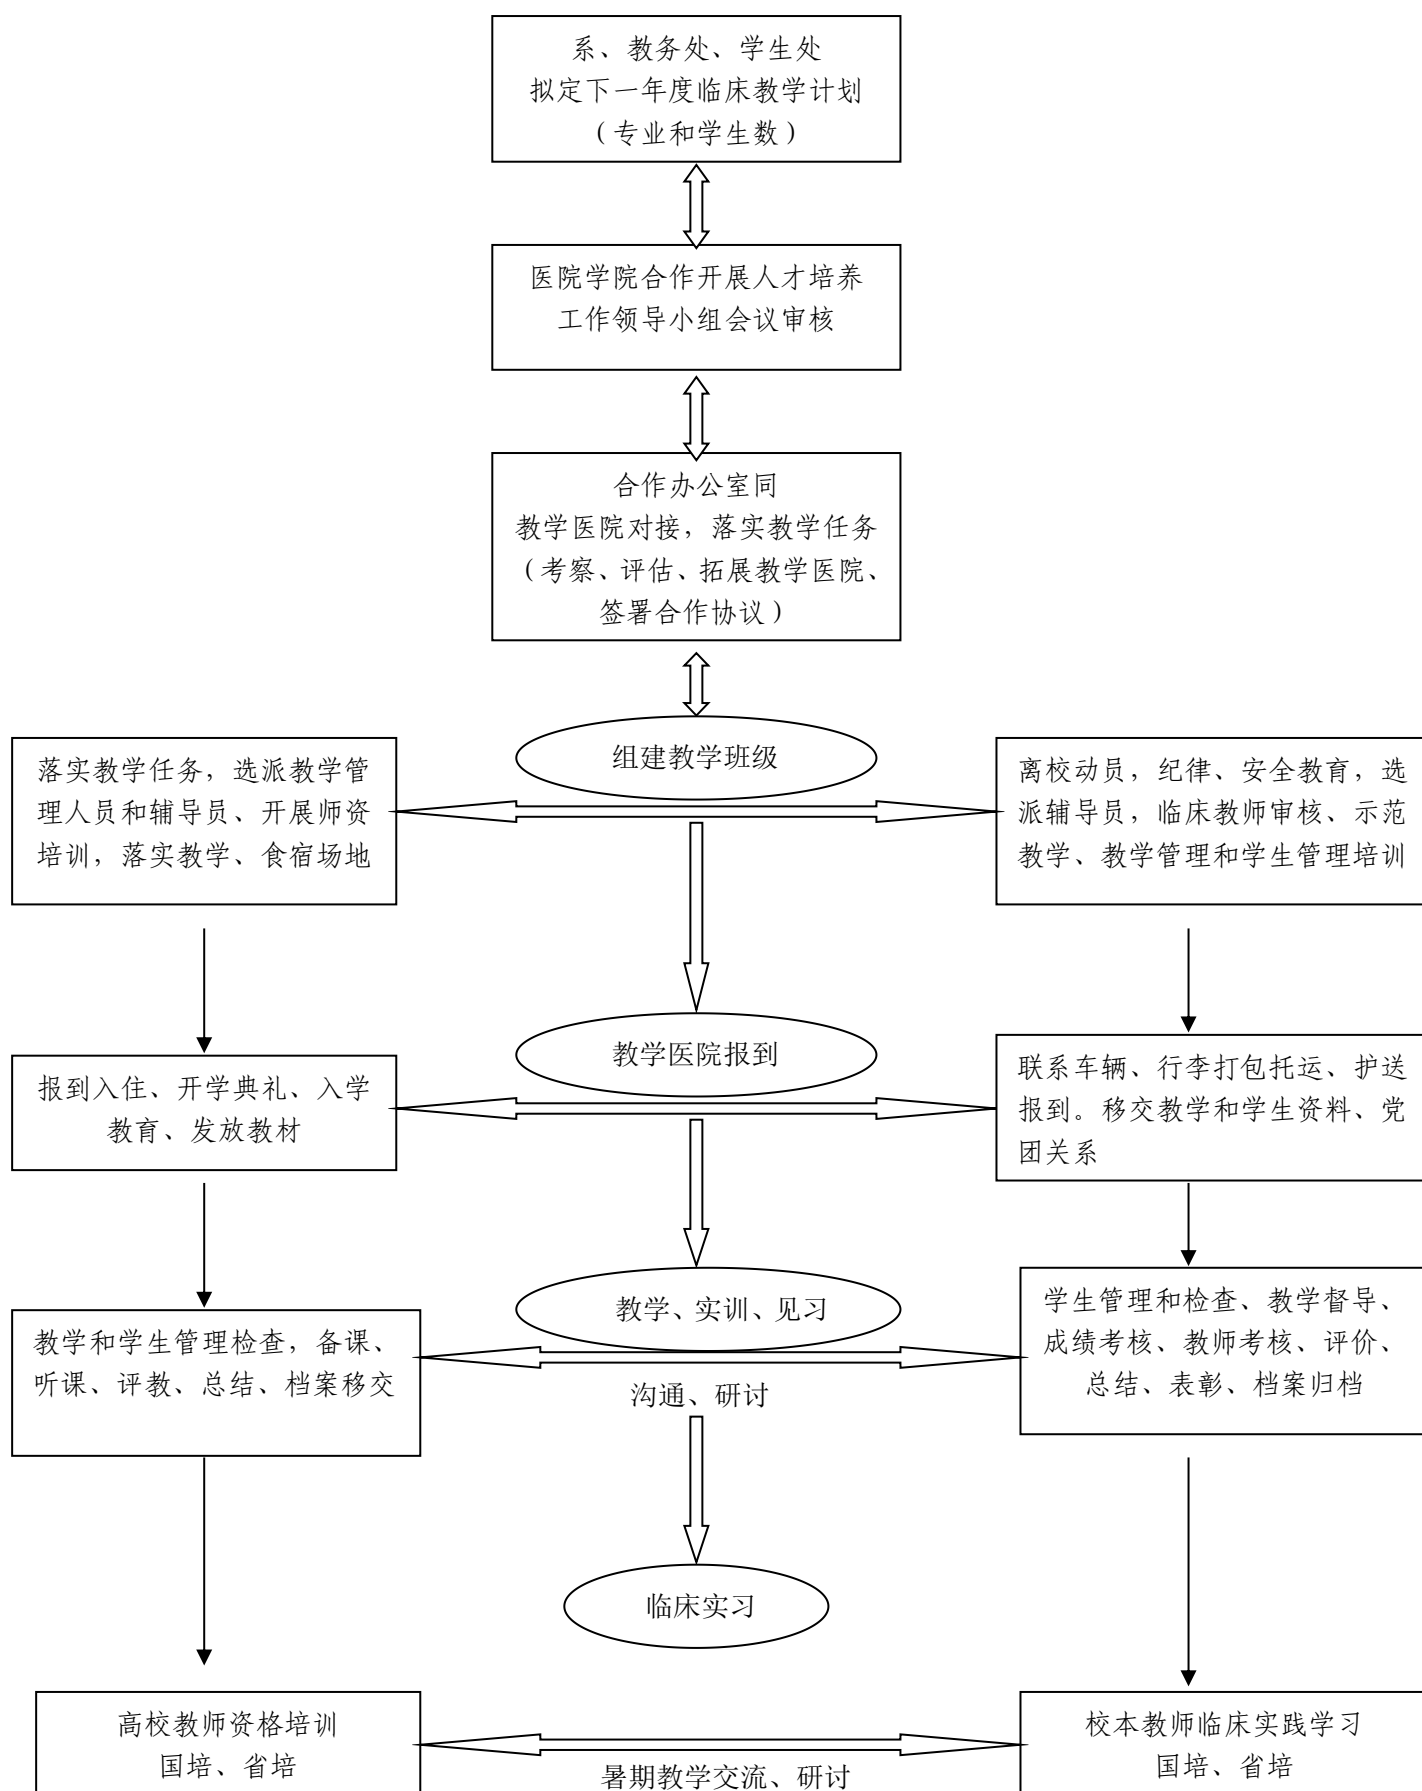 系、教务处、学生处
拟定下一年度临床教学计划
（专业和学生数）
医院学院合作开展人才培养
工作领导小组会议审核
合作办公室同
教学医院对接，落实教学任务
（考察、评估、拓展教学医院、
签署合作协议）
组建教学班级
落实教学任务，选派教学管
理人员和辅导员、开展师资
培训，落实教学、食宿场地
离校动员，纪律、安全教育，选
派辅导员，临床教师审核、示范
教学、教学管理和学生管理培训
教学医院报到
报到入住、开学典礼、入学
教育、发放教材
联系车辆、行李打包托运、护送
报到。移交教学和学生资料、党
团关系
教学、实训、见习
教学和学生管理检查，备课、
听课、评教、总结、档案移交
学生管理和检查、教学督导、
成绩考核、教师考核、评价、
总结、表彰、档案归档
沟通、研讨
临床实习
高校教师资格培训
国培、省培
校本教师临床实践学习
国培、省培
暑期教学交流、研讨